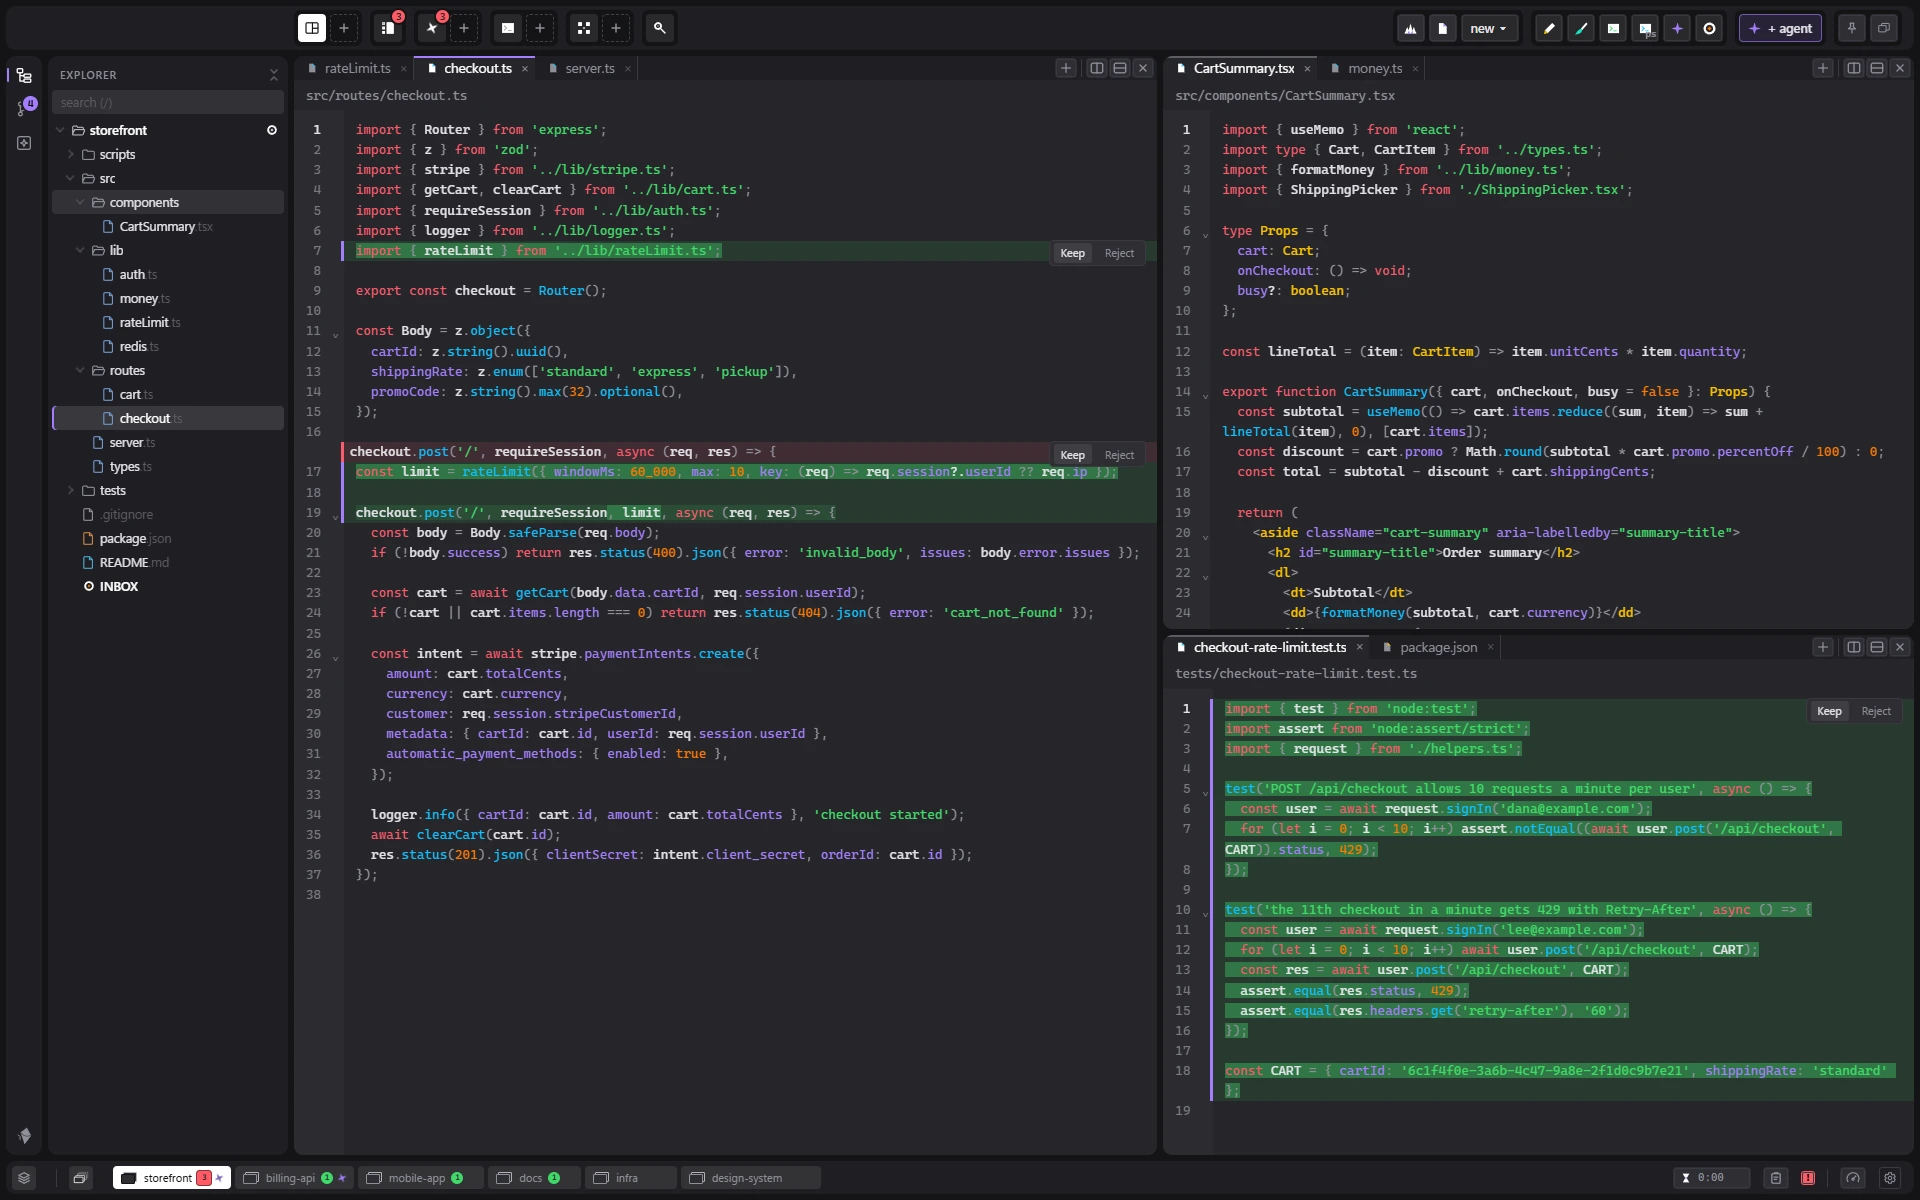 3
3
new
ps
+ agent
EXPLORER
search (/)
storefront
scripts
src
components
CartSummary.tsx
lib
auth.ts
money.ts
rateLimit.ts
redis.ts
routes
cart.ts
checkout.ts
server.ts
types.ts
tests
.gitignore
package.json
README.md
INBOX
4
rateLimit.ts
checkout.ts
server.ts
src/routes/checkout.ts
1 import { Router } from 'express';
2 import { z } from 'zod';
3 import { stripe } from '../lib/stripe.ts';
4 import { getCart, clearCart } from '../lib/cart.ts';
5 import { requireSession } from '../lib/auth.ts';
6 import { logger } from '../lib/logger.ts';
7 import { rateLimit } from '../lib/rateLimit.ts';
Keep Reject
8
9 export const checkout = Router();
10
11 const Body = z.object({
12 cartId: z.string().uuid(),
13 shippingRate: z.enum(['standard', 'express', 'pickup']),
14 promoCode: z.string().max(32).optional(),
15 });
16
checkout.post('/', requireSession, async (req, res) => {
Keep Reject
17 const limit = rateLimit({ windowMs: 60_000, max: 10, key: (req) => req.session?.userId ?? req.ip });
18
19 checkout.post('/', requireSession, limit, async (req, res) => {
20 const body = Body.safeParse(req.body);
21 if (!body.success) return res.status(400).json({ error: 'invalid_body', issues: body.error.issues });
22
23 const cart = await getCart(body.data.cartId, req.session.userId);
24 if (!cart || cart.items.length === 0) return res.status(404).json({ error: 'cart_not_found' });
25
26 const intent = await stripe.paymentIntents.create({
27 amount: cart.totalCents,
28 currency: cart.currency,
29 customer: req.session.stripeCustomerId,
30 metadata: { cartId: cart.id, userId: req.session.userId },
31 automatic_payment_methods: { enabled: true },
32 });
33
34 logger.info({ cartId: cart.id, amount: cart.totalCents }, 'checkout started');
35 await clearCart(cart.id);
36 res.status(201).json({ clientSecret: intent.client_secret, orderId: cart.id });
37 });
38
CartSummary.tsx
money.ts
src/components/CartSummary.tsx
1 import { useMemo } from 'react';
2 import type { Cart, CartItem } from '../types.ts';
3 import { formatMoney } from '../lib/money.ts';
4 import { ShippingPicker } from './ShippingPicker.tsx';
5
6 type Props = {
7 cart: Cart;
8 onCheckout: () => void;
9 busy?: boolean;
10 };
11
12 const lineTotal = (item: CartItem) => item.unitCents * item.quantity;
13
14 export function CartSummary({ cart, onCheckout, busy = false }: Props) {
15 const subtotal = useMemo(() => cart.items.reduce((sum, item) => sum +
lineTotal(item), 0), [cart.items]);
16 const discount = cart.promo ? Math.round(subtotal * cart.promo.percentOff / 100) : 0;
17 const total = subtotal - discount + cart.shippingCents;
18
19 return (
20 <aside className="cart-summary" aria-labelledby="summary-title">
21 <h2 id="summary-title">Order summary</h2>
22 <dl>
23 <dt>Subtotal</dt>
24 <dd>{formatMoney(subtotal, cart.currency)}</dd>
checkout-rate-limit.test.ts
package.json
tests/checkout-rate-limit.test.ts
1 import { test } from 'node:test';
Keep Reject
2 import assert from 'node:assert/strict';
3 import { request } from './helpers.ts';
4
5 test('POST /api/checkout allows 10 requests a minute per user', async () => {
6 const user = await request.signIn('dana@example.com');
7 for (let i = 0; i < 10; i++) assert.notEqual((await user.post('/api/checkout',
CART)).status, 429);
8 });
9
10 test('the 11th checkout in a minute gets 429 with Retry-After', async () => {
11 const user = await request.signIn('lee@example.com');
12 for (let i = 0; i < 10; i++) await user.post('/api/checkout', CART);
13 const res = await user.post('/api/checkout', CART);
14 assert.equal(res.status, 429);
15 assert.equal(res.headers.get('retry-after'), '60');
16 });
17
18 const CART = { cartId: '6c1f4f0e-3a6b-4c47-9a8e-2f1d0c9b7e21', shippingRate: 'standard'
};
19
storefront 3
billing-api 1
mobile-app 1
docs 1
infra
design-system
0:00